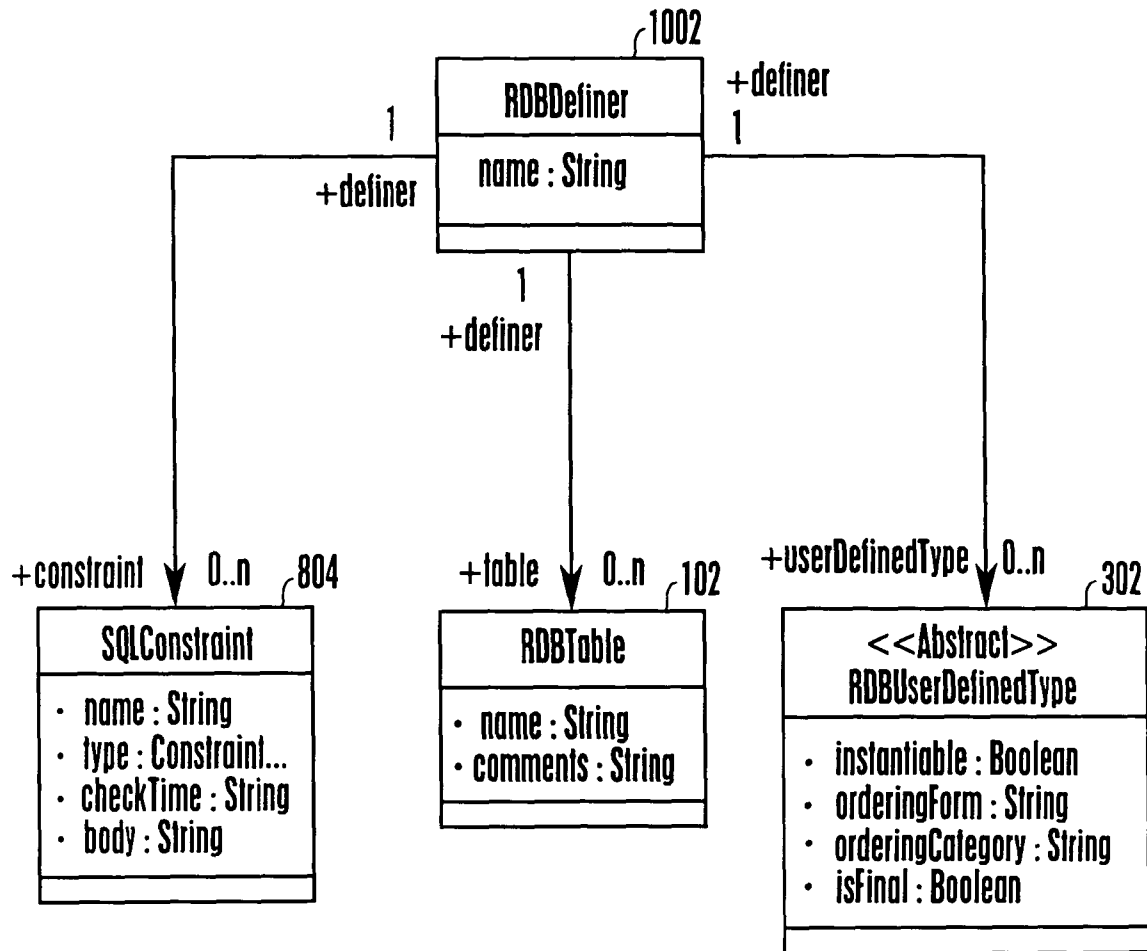 1002
RDBDefiner
name : String
+definer
1
1
+definer
1
+definer
+constraint
0..n
804
SQLConstraint
· name : String
· type : Constraint...
· checkTime : String
· body : String
+table
0..n
102
RDBTable
· name : String
· comments : String
+userDefinedType
0..n
302
<<Abstract>>
RDBUserDefinedType
· instantiable : Boolean
· orderingForm : String
· orderingCategory : String
· isFinal : Boolean